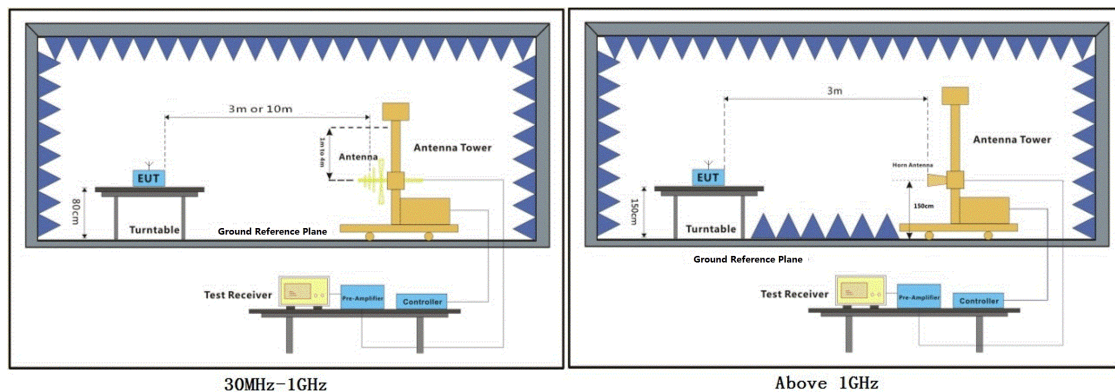 3m or 10m
1m to 4m
Antenna
Antenna Tower
EUT
80cm
Turntable
Ground Reference Plane
Test Receiver
Pre-Amplifier
Controller
30MHz-1GHz
3m
Antenna Tower
Horn Antenna
EUT
150cm
150cm
Turntable
Ground Reference Plane
Test Receiver
Pre-Amplifier
Controller
Above 1GHz